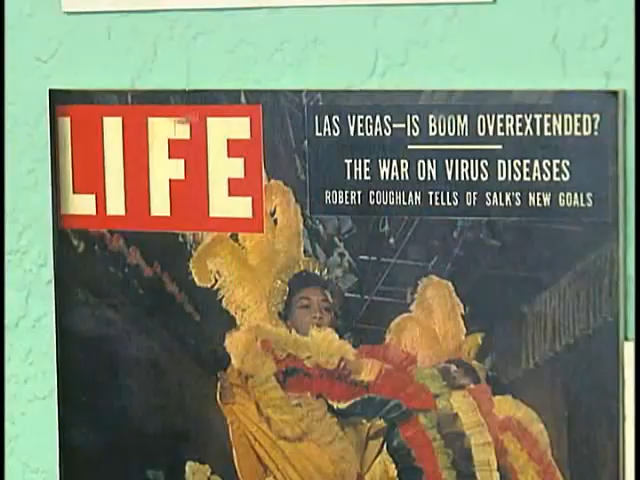 LIFE
LAS VEGAS—IS BOOM OVEREXTENDED?
THE WAR ON VIRUS DISEASES
ROBERT COUGHLAN TELLS OF SALK'S NEW GOALS